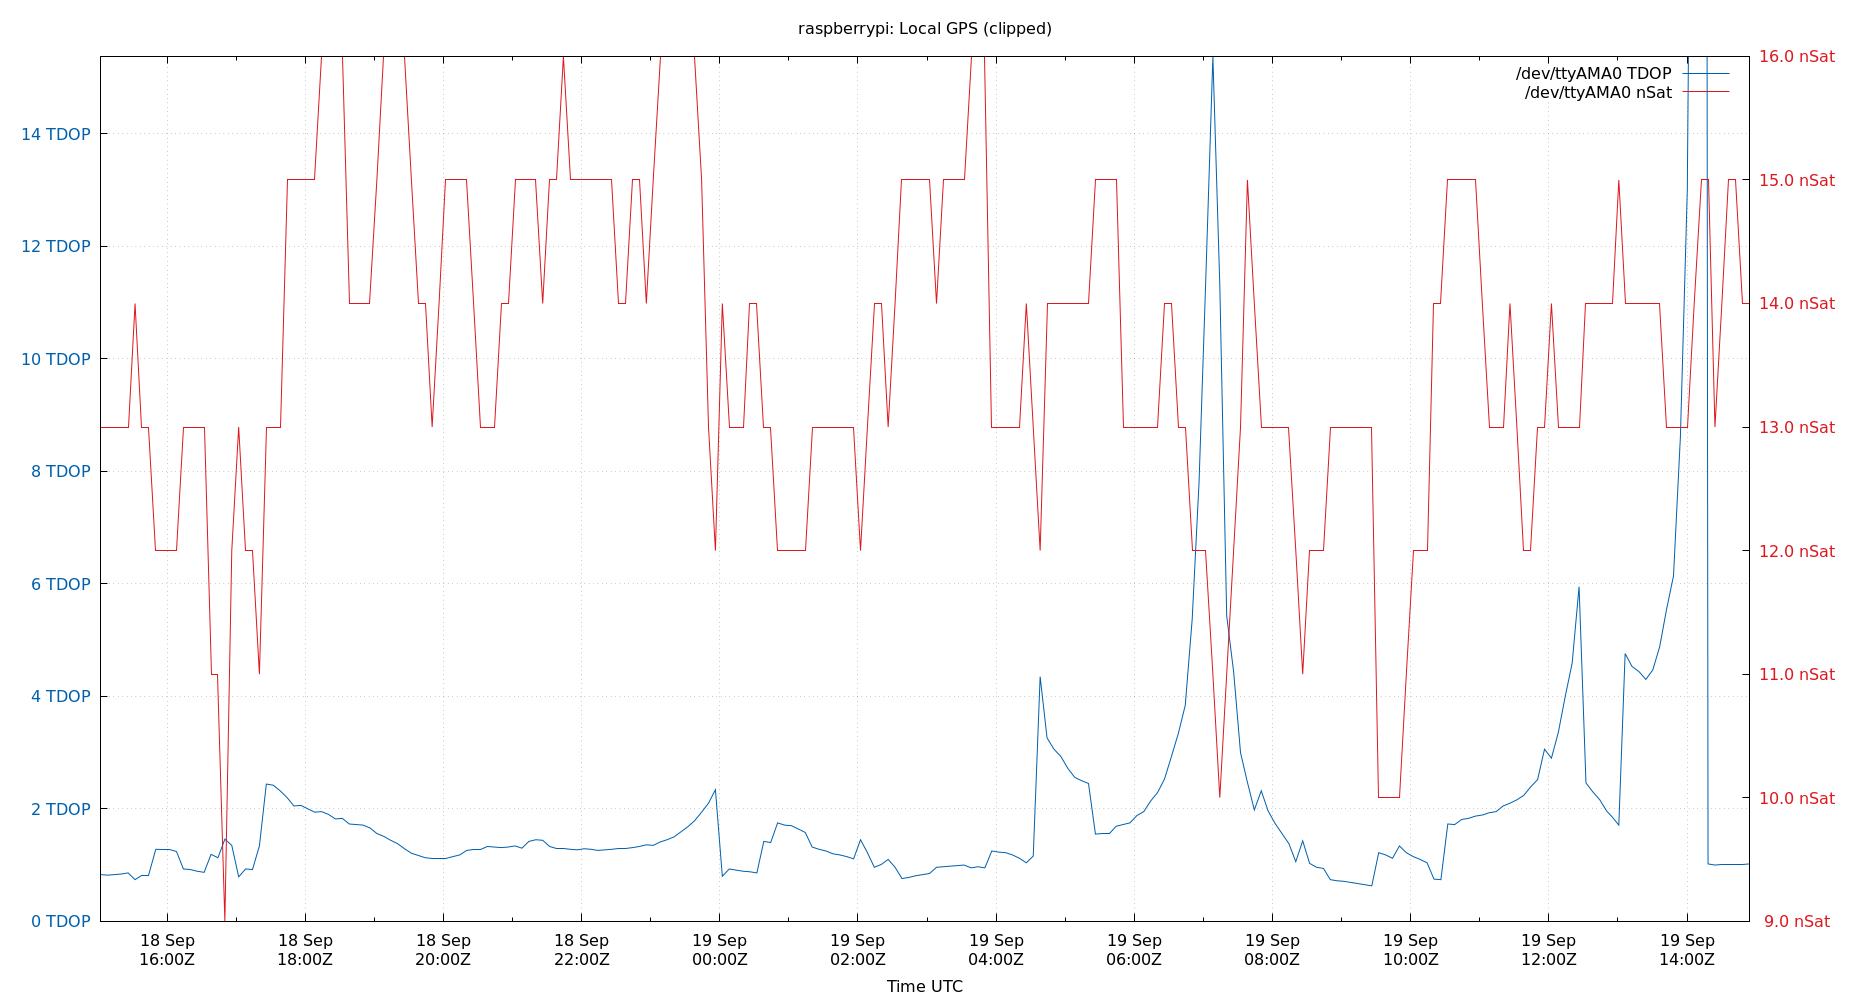 raspberrypi: Local GPS (clipped)
16.0 nSat
/dev/ttyAMA0 TDOP
/dev/ttyAMA0 nSat
14 TDOP
15.0 nSat
12 TDOP
14.0 nSat
10 TDOP
13.0 nSat
8 TDOP
12.0 nSat
6 TDOP
11.0 nSat
4 TDOP
10.0 nSat
2 TDOP
0 TDOP
9.0 nSat
18 Sep 18 Sep 18 Sep 18 Sep 19 Sep 19 Sep 19 Sep 19 Sep 19 Sep 19 Sep 19 Sep 19 Sep
16:00Z 18:00Z 20:00Z 22:00Z 00:00Z 02:00Z 04:00Z 06:00Z 08:00Z 10:00Z 12:00Z 14:00Z
Time UTC